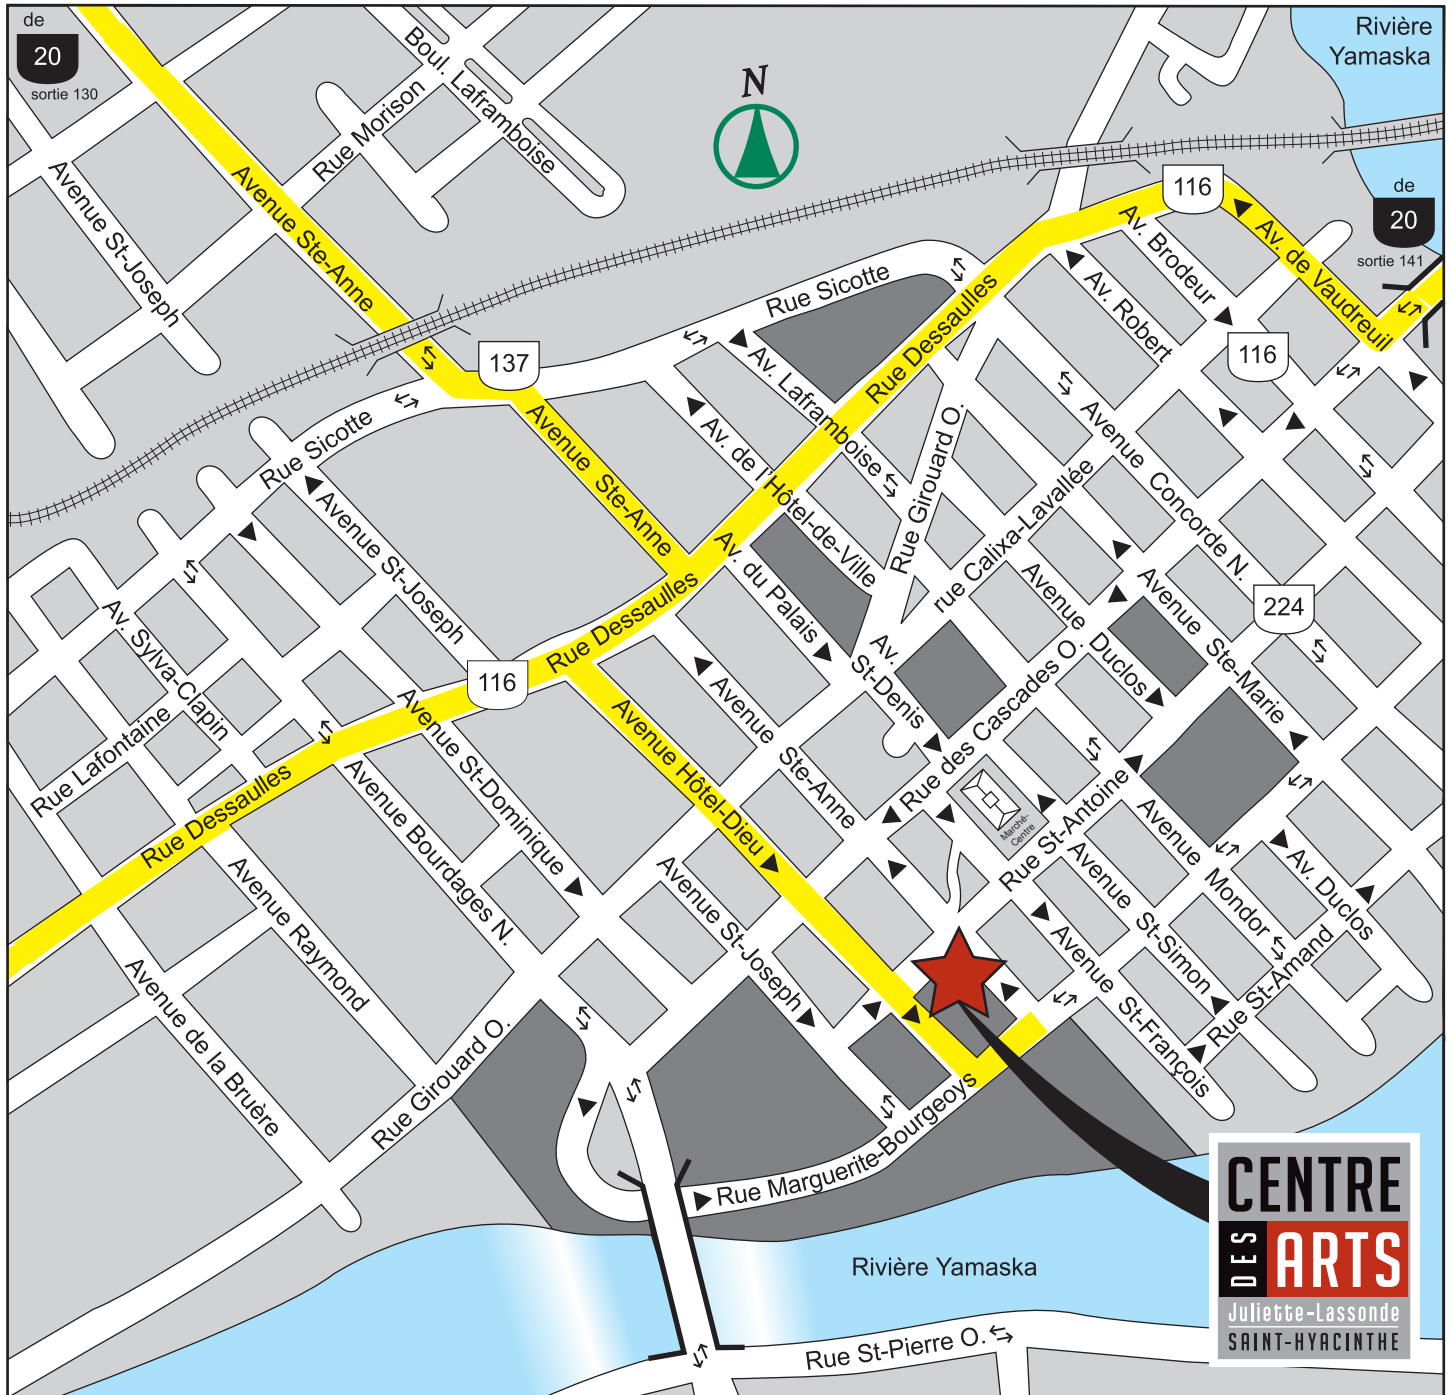 de
20
sortie 130
Rivière
Yamaska
N
Boul. Laframboise
Rue Morison
Avenue St-Joseph
Avenue Ste-Anne
116
de
20
sortie 141
Av. Brodeur
Av. de Vaudreuil
Av. Robert
116
Rue Sicotte
Rue Dessaulles
137
Av. Laframboise
Rue Sicotte
Avenue Ste-Anne
Av. de l'Hôtel-de-Ville
Rue Girouard O.
Avenue Concorde N.
rue Calixa-Lavallée
Avenue St-Joseph
Av. du Palais
224
Rue Dessaulles
Av. Sylva-Clapin
Avenue Duclos
Avenue Ste-Marie
Av.
St-Denis
116
Rue Lafontaine
Avenue St-Dominique
Avenue Hôtel-Dieu
Avenue Ste-Anne
Rue des Cascades O.
Rue Dessaulles
Avenue Bourdages N.
Marché-
Centre
Rue St-Antoine
Avenue Mondor
Av. Duclos
Avenue Raymond
Avenue St-Joseph
Avenue St-Simon
Avenue St-François
Rue St-Amand
Avenue de la Bruère
Rue Girouard O.
Rue Marguerite-Bourgeoys
Rivière Yamaska
Rue St-Pierre O.
CENTRE
DES ARTS
Juliette-Lassonde
SAINT-HYACINTHE